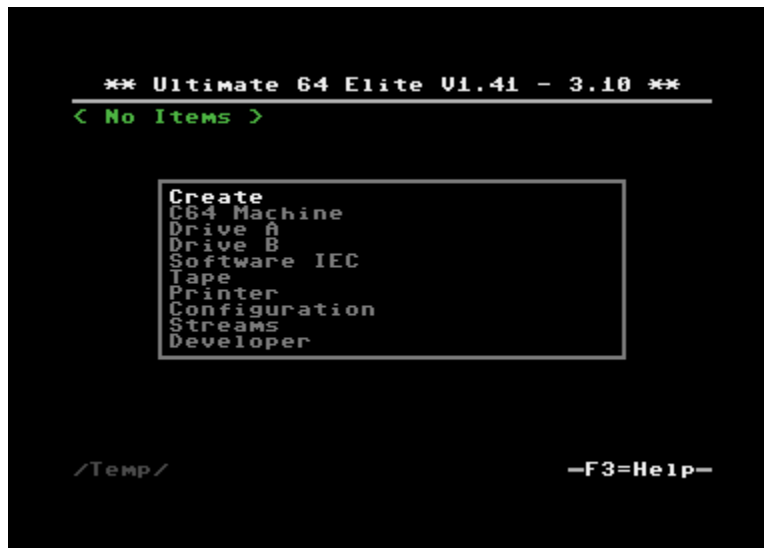 ** Ultimate 64 Elite V1.41 - 3.10 **
< No Items >
Create
C64 Machine
Drive A
Drive B
Software IEC
Tape
Printer
Configuration
Streams
Developer
/Temp/ —F3=Help—